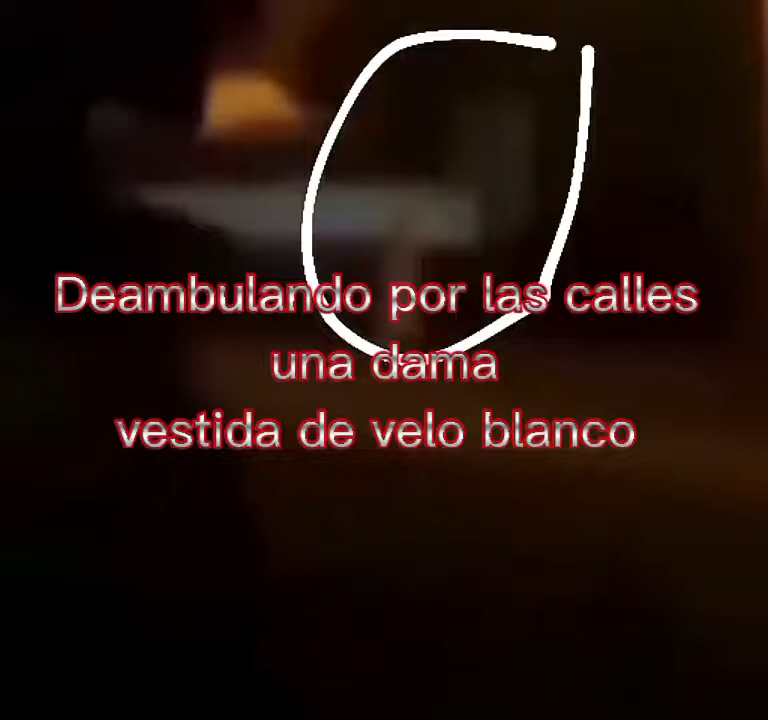 Deambulando por las calles
una dama
vestida de velo blanco